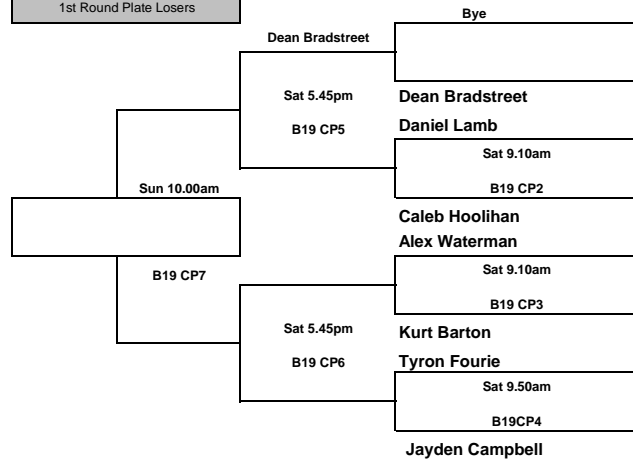 1st Round Plate Losers
Bye
Dean Bradstreet
Sat 5.45pm
Dean Bradstreet
B19 CP5
Daniel Lamb
Sat 9.10am
Sun 10.00am
B19 CP2
Caleb Hoolihan
Alex Waterman
B19 CP7
Sat 9.10am
B19 CP3
Sat 5.45pm
Kurt Barton
B19 CP6
Tyron Fourie
Sat 9.50am
B19CP4
Jayden Campbell